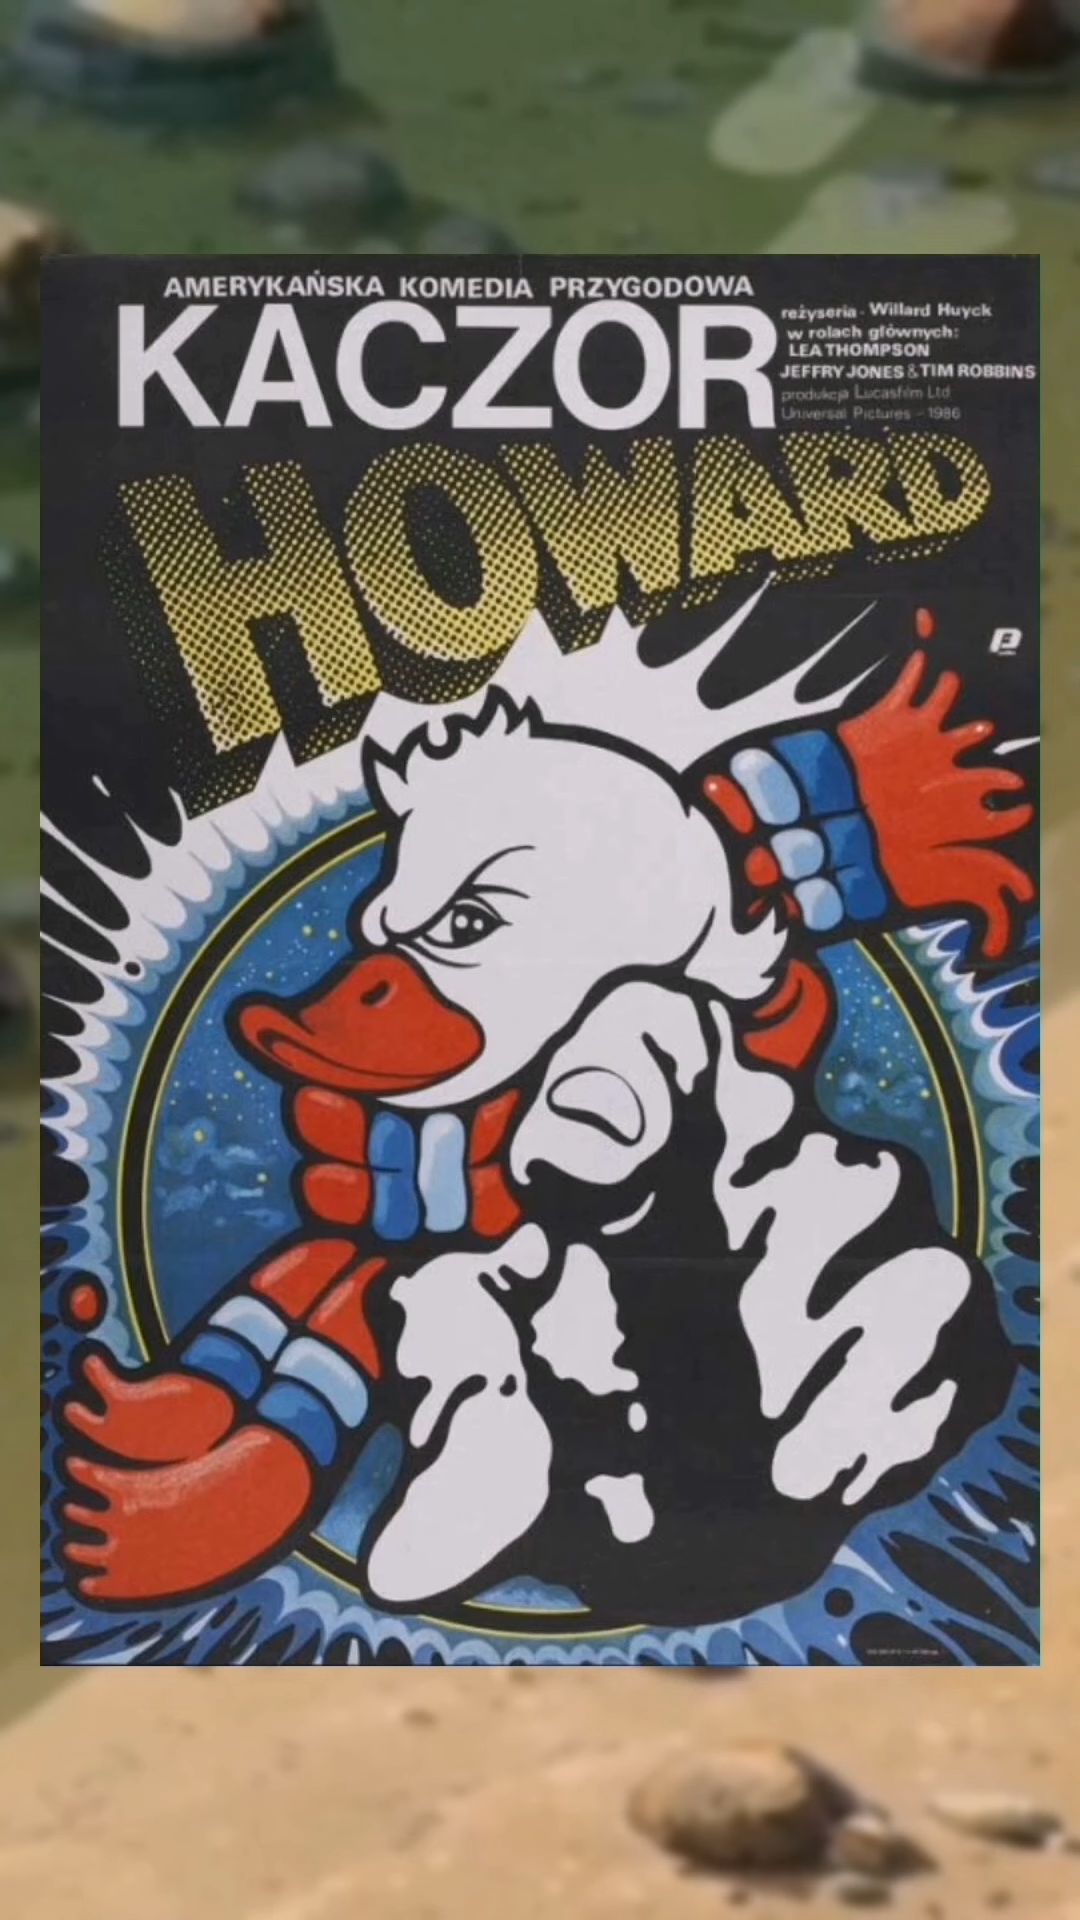 AMERYKAŃSKA KOMEDIA PRZYGODOWA
KACZOR
reżyseria - Willard Huyck
w rolach głównych:
LEA THOMPSON
JEFFRY JONES & TIM ROBBINS
produkcja Lucasfilm Ltd
Universal Pictures - 1986
HOWARD